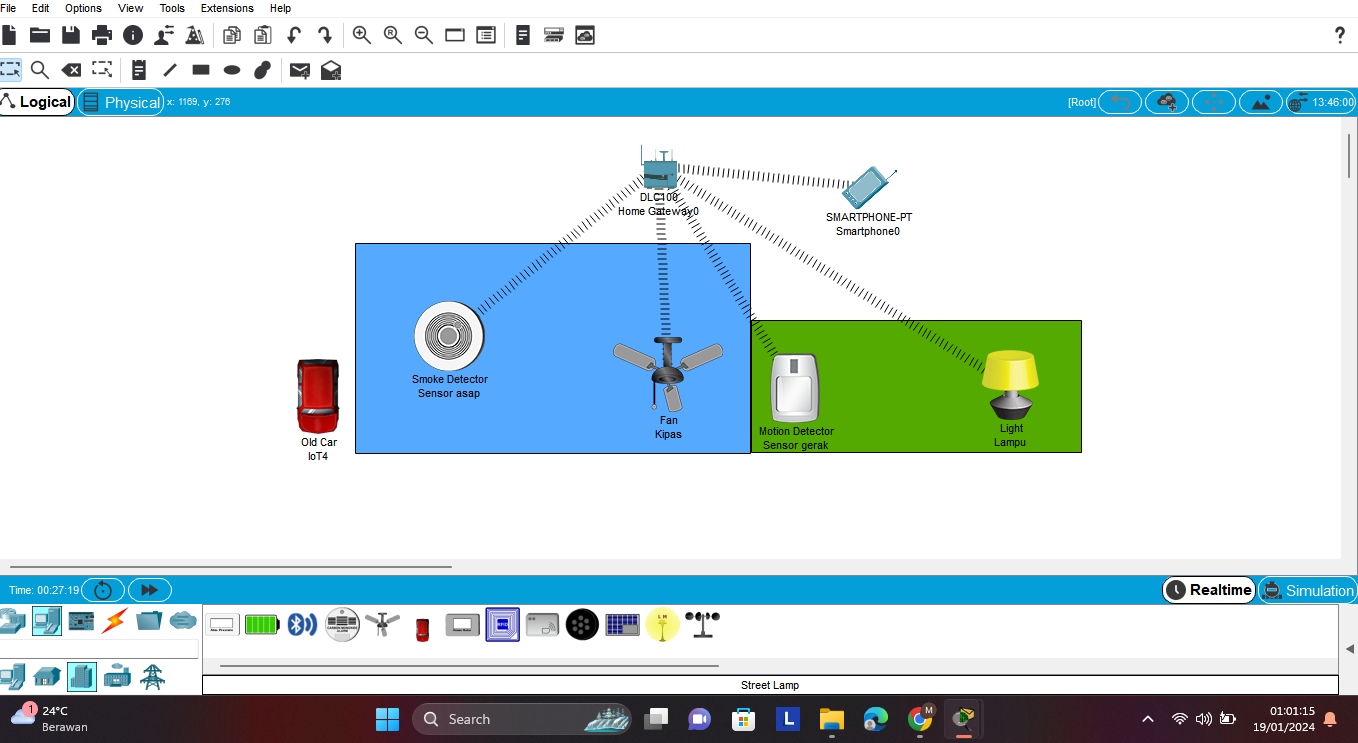 File Edit Options View Tools Extensions Help
?
Logical Physical x: 1169, y: 276 [Root] 13:46:00
DLC100
Home Gateway0
SMARTPHONE-PT
Smartphone0
Smoke Detector
Sensor asap
Fan
Kipas
Motion Detector
Sensor gerak
Light
Lampu
Old Car
IoT4
Time: 00:27:19 Realtime Simulation
Street Lamp
1
24°C
Berawan
Search
L
M
01:01:15
19/01/2024